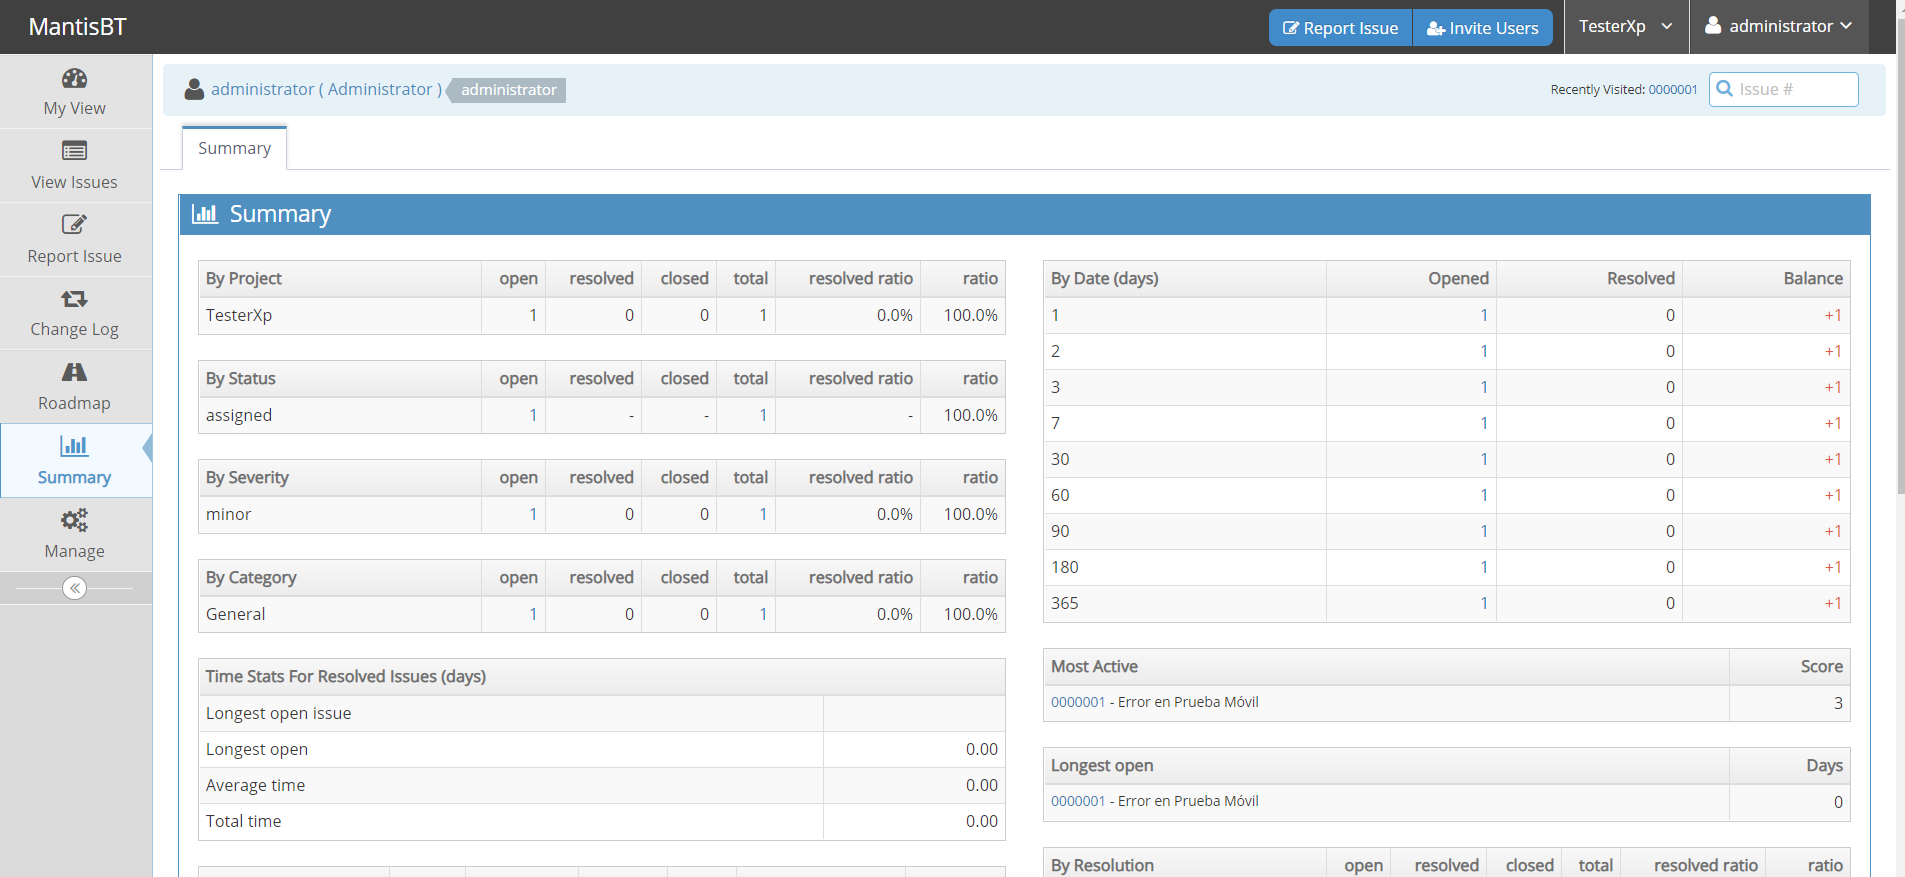 MantisBT
Report Issue
Invite Users
TesterXp
administrator
My View
View Issues
Report Issue
Change Log
Roadmap
Summary
Manage
administrator ( Administrator )
administrator
Recently Visited: 0000001
Issue #
Summary
Summary
By Project open resolved closed total resolved ratio ratio
TesterXp 1 0 0 1 0.0% 100.0%
By Status open resolved closed total resolved ratio ratio
assigned 1 - - 1 - 100.0%
By Severity open resolved closed total resolved ratio ratio
minor 1 0 0 1 0.0% 100.0%
By Category open resolved closed total resolved ratio ratio
General 1 0 0 1 0.0% 100.0%
Time Stats For Resolved Issues (days)
Longest open issue
Longest open 0.00
Average time 0.00
Total time 0.00
By Date (days) Opened Resolved Balance
1 1 0 +1
2 1 0 +1
3 1 0 +1
7 1 0 +1
30 1 0 +1
60 1 0 +1
90 1 0 +1
180 1 0 +1
365 1 0 +1
Most Active Score
0000001 - Error en Prueba Móvil 3
Longest open Days
0000001 - Error en Prueba Móvil 0
By Resolution open resolved closed total resolved ratio ratio